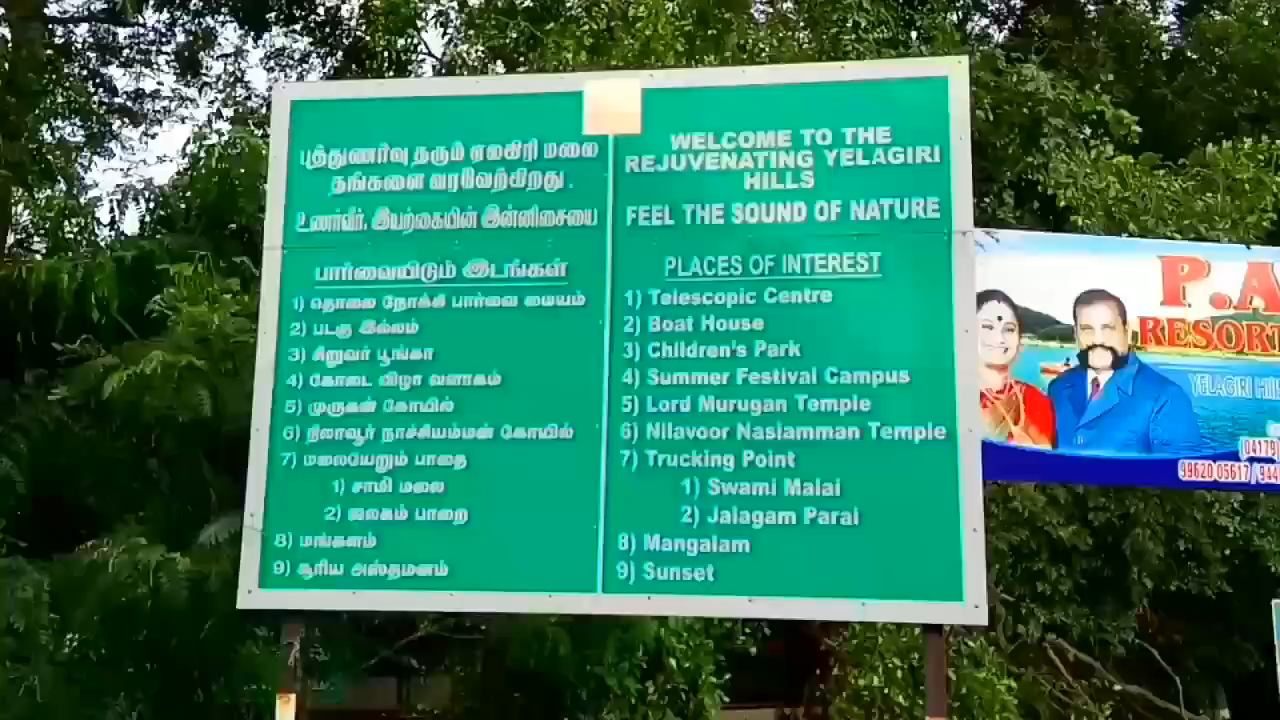 புத்துணர்வு தரும் ஏலகிரி மலை
தங்களை வரவேற்கிறது.
உணர்வீர். இயற்கையின் இன்னிசையை
பார்வையிடும் இடங்கள்
1) தொலை நோக்கி பார்வை மையம்
2) படகு இல்லம்
3) சிறுவர் பூங்கா
4) கோடை விழா வளாகம்
5) முருகன் கோயில்
6) நிலாவூர் நாச்சியம்மன் கோயில்
7) மலையேறும் பாதை
1) சாமி மலை
2) ஜலகம் பாறை
8) மங்களம்
9) சூரிய அஸ்தமனம்
WELCOME TO THE
REJUVENATING YELAGIRI
HILLS
FEEL THE SOUND OF NATURE
PLACES OF INTEREST
1) Telescopic Centre
2) Boat House
3) Children's Park
4) Summer Festival Campus
5) Lord Murugan Temple
6) Nilavoor Nasiamman Temple
7) Trucking Point
1) Swami Malai
2) Jalagam Parai
8) Mangalam
9) Sunset
P.A
RESORT
YELAGIRI Hills
(04179)
99620 05617 / 944